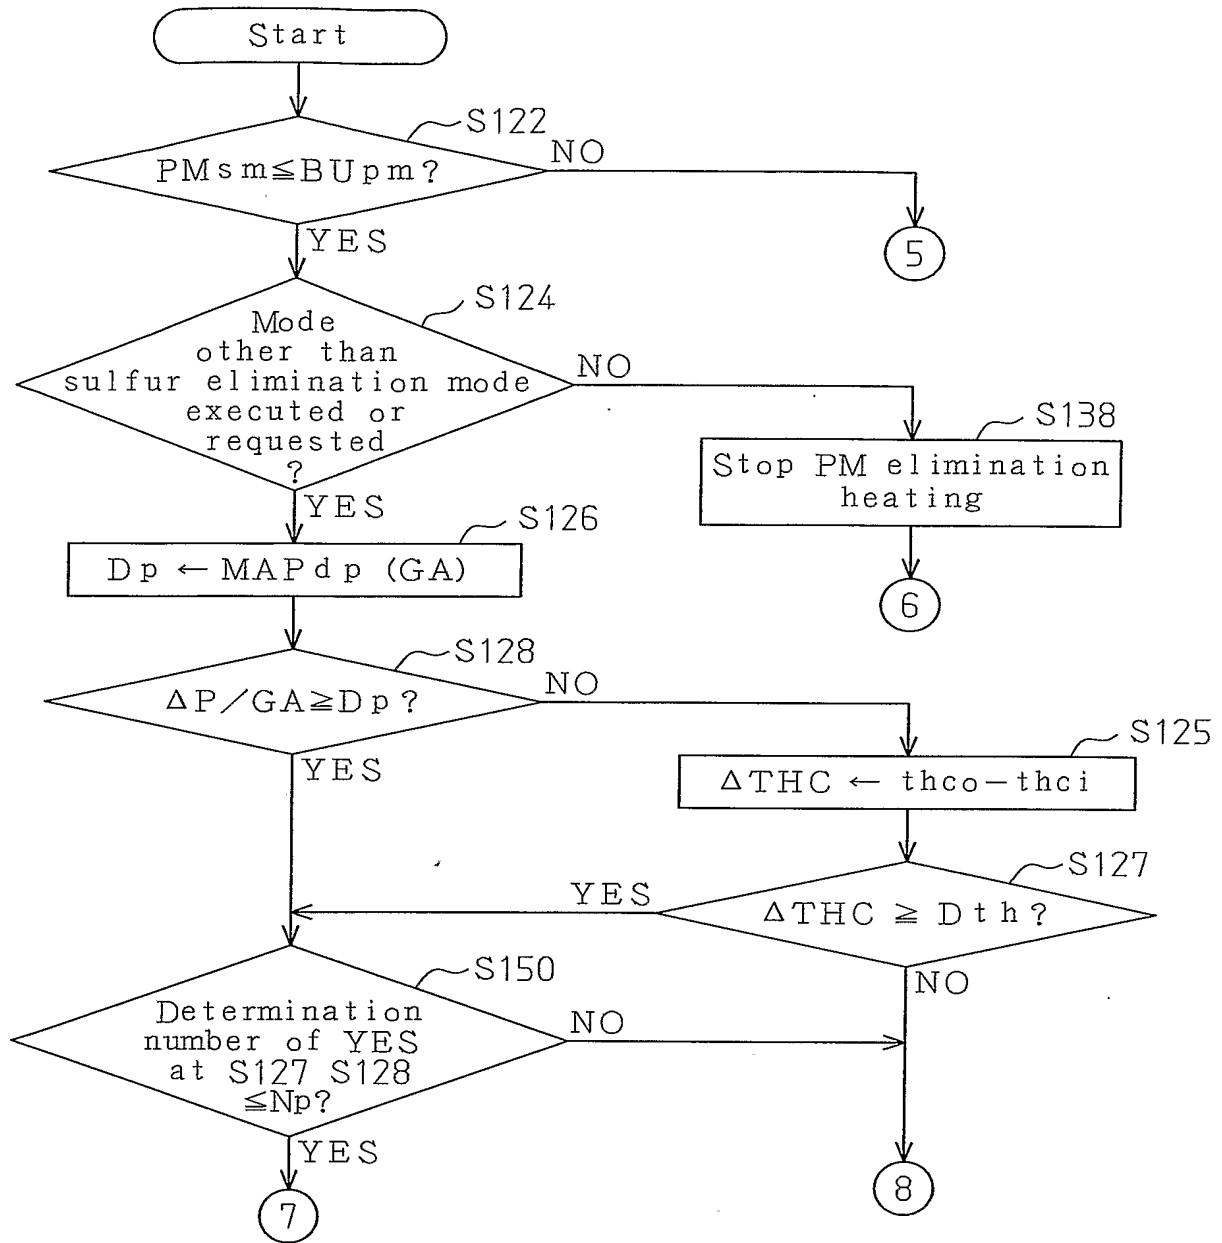 Start
S122
PMsm≦BUpm?
NO
YES
5
S124
Mode
other than
sulfur elimination mode
executed or
requested
?
NO
YES
S138
Stop PM elimination
heating
6
S126
Dp ← MAPdp (GA)
S128
ΔP/GA≧Dp?
NO
YES
S125
ΔTHC ← thco−thci
S127
ΔTHC ≧ Dth?
YES
NO
S150
Determination
number of YES
at S127 S128
≦Np?
NO
YES
7
8